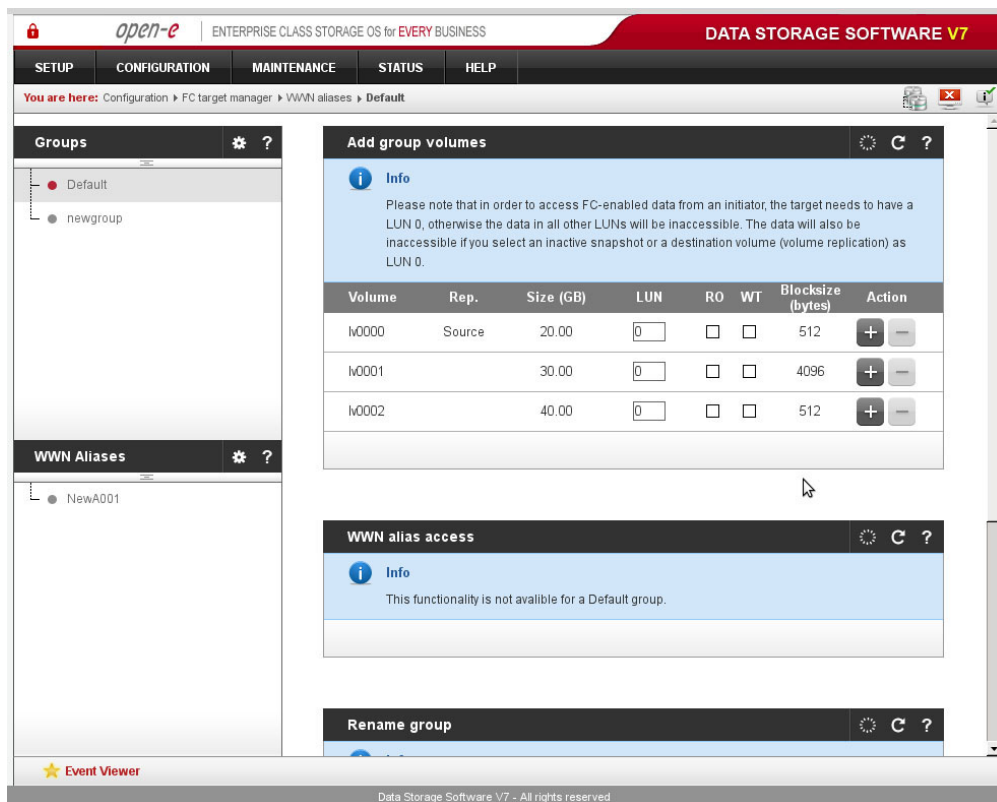 open-e ENTERPRISE CLASS STORAGE OS for EVERY BUSINESS
DATA STORAGE SOFTWARE V7
SETUP CONFIGURATION MAINTENANCE STATUS HELP
You are here: Configuration FC target manager WWN aliases Default
Groups ?
Default
newgroup
WWN Aliases ?
NewA001
Add group volumes ?
Info
Please note that in order to access FC-enabled data from an initiator, the target needs to have a
LUN 0, otherwise the data in all other LUNs will be inaccessible. The data will also be
inaccessible if you select an inactive snapshot or a destination volume (volume replication) as
LUN 0.
Volume Rep. Size (GB) LUN RO WT Blocksize (bytes) Action
lv0000 Source 20.00 0 512 + −
lv0001 30.00 0 4096 + −
lv0002 40.00 0 512 + −
WWN alias access ?
Info
This functionality is not avalible for a Default group.
Rename group ?
Event Viewer
Data Storage Software V7 - All rights reserved